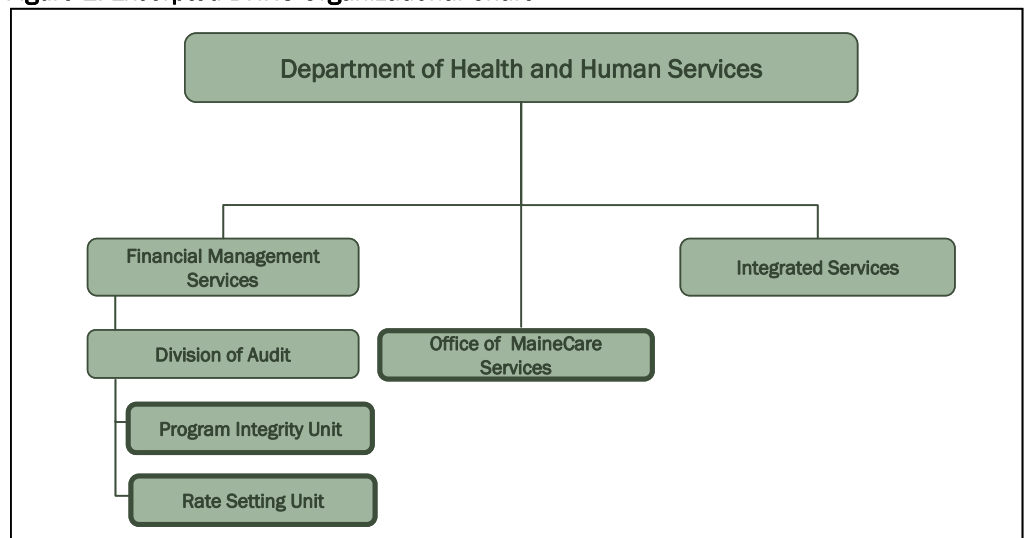 Department of Health and Human Services
Financial Management
Services
Integrated Services
Division of Audit
Office of MaineCare
Services
Program Integrity Unit
Rate Setting Unit